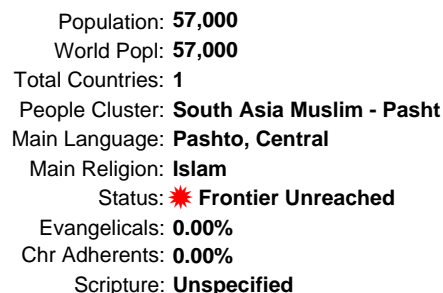 Population: 57,000
World Popl: 57,000
Total Countries: 1
People Cluster: South Asia Muslim - Pasht
Main Language: Pashto, Central
Main Religion: Islam
Status: Frontier Unreached
Evangelicals: 0.00%
Chr Adherents: 0.00%
Scripture: Unspecified